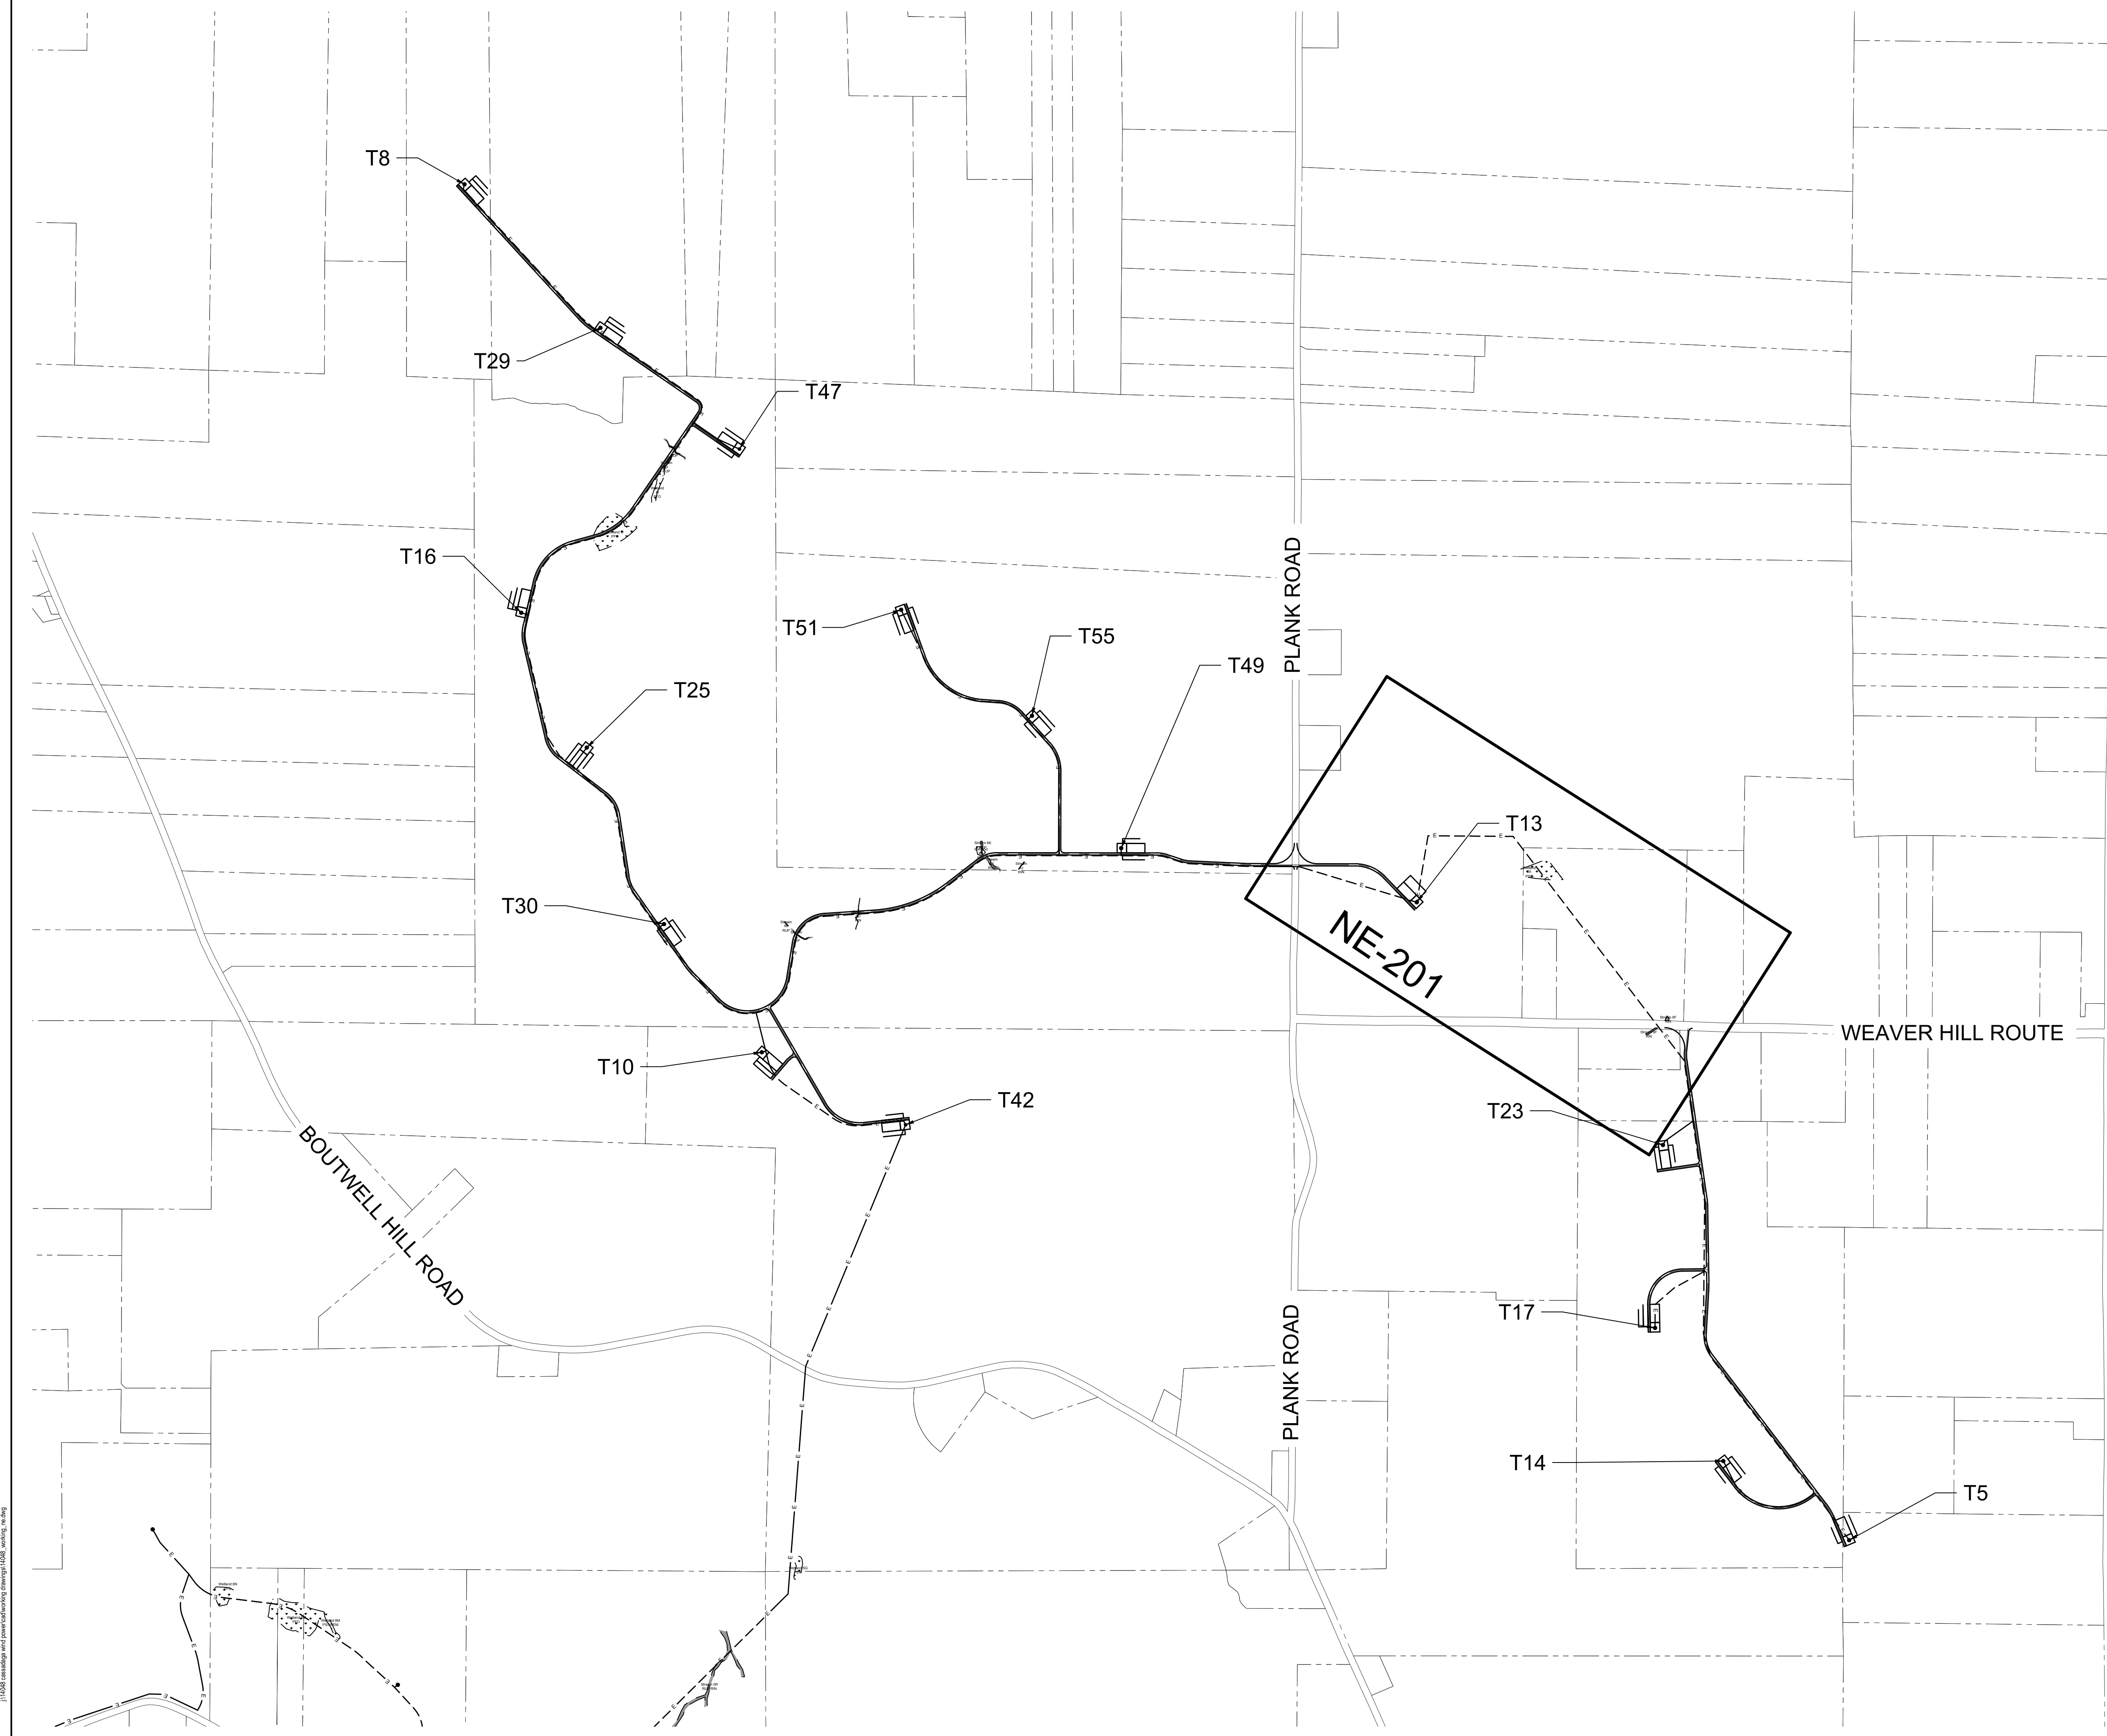 T8
T29
T47
T16
T51
T55
T49
T25
PLANK ROAD
T13
T30
NE-201
WEAVER HILL ROUTE
T10
T42
T23
BOUTWELL HILL ROAD
T17
PLANK ROAD
T14
T5